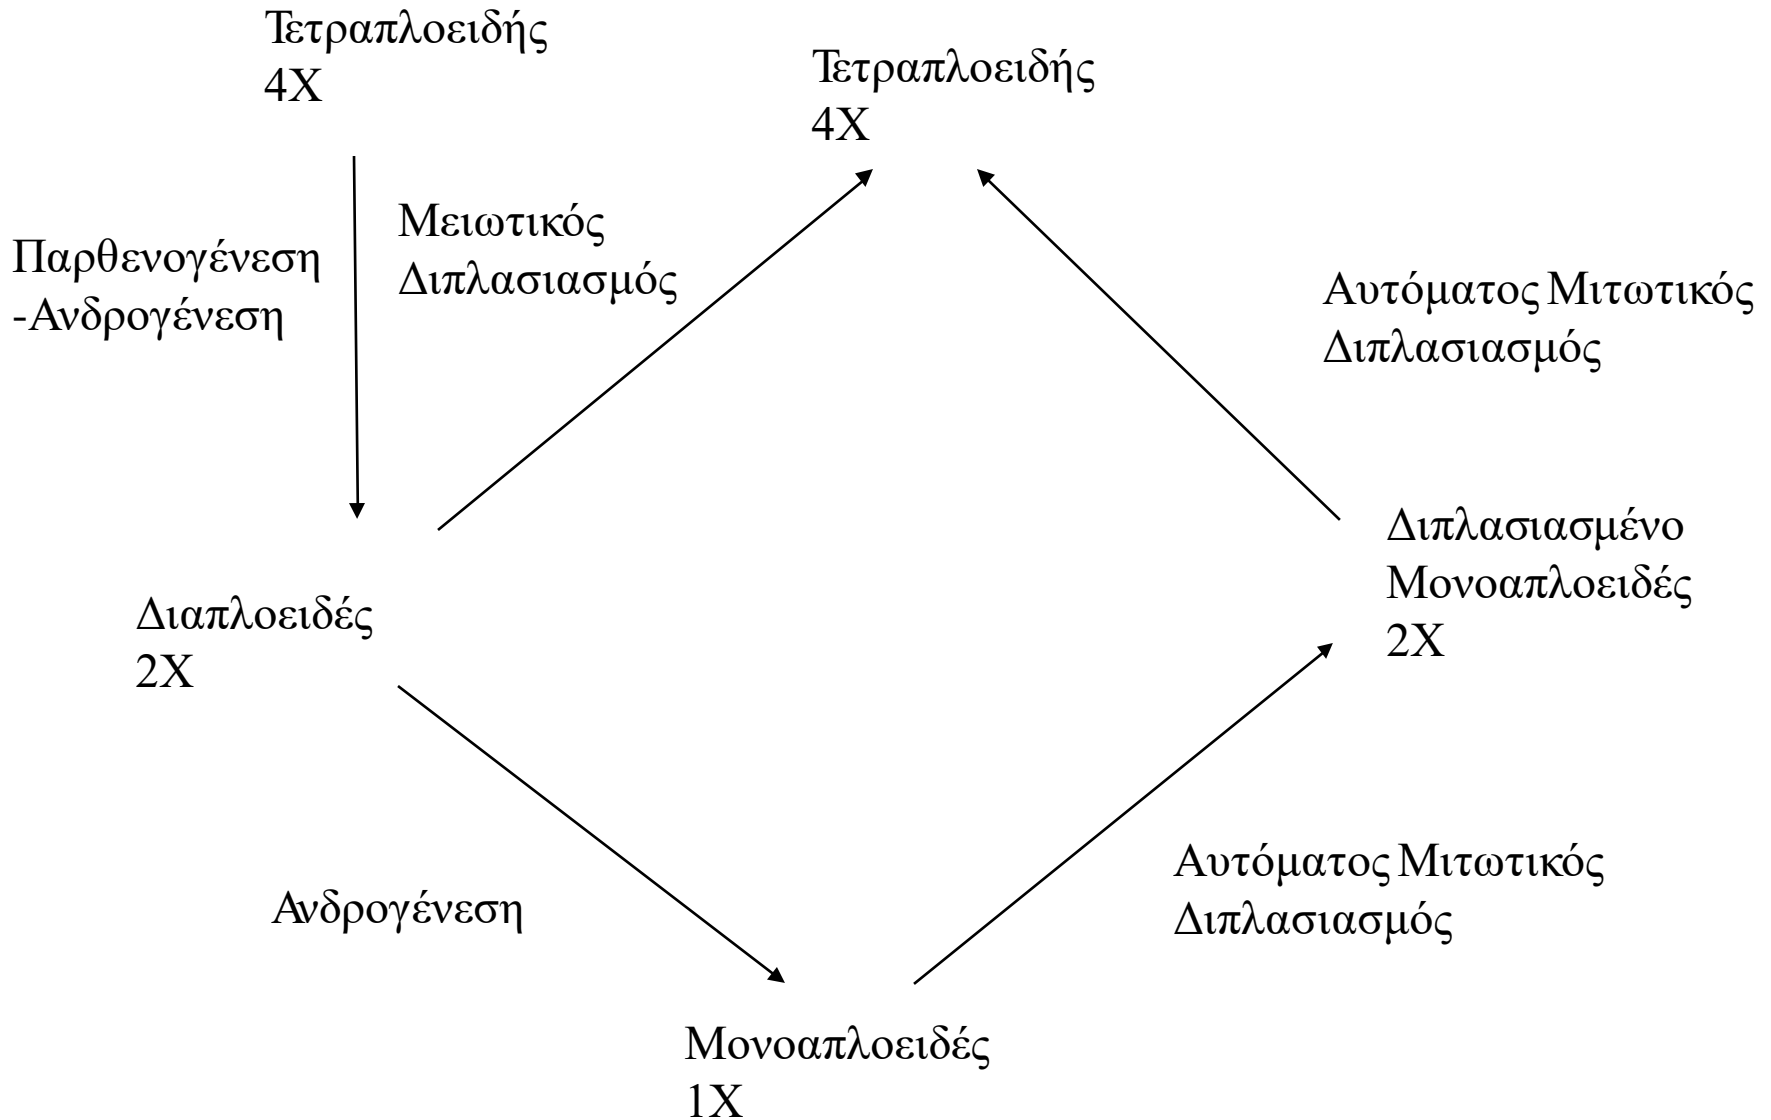 Τετραπλοειδής
4Χ
Τετραπλοειδής
4Χ
Παρθενογένεση
-Ανδρογένεση
Μειωτικός
Διπλασιασμός
Αυτόματος Μιτωτικός
Διπλασιασμός
Διαπλοειδές
2Χ
Διπλασιασμένο
Μονοαπλοειδές
2Χ
Ανδρογένεση
Αυτόματος Μιτωτικός
Διπλασιασμός
Μονοαπλοειδές
1Χ